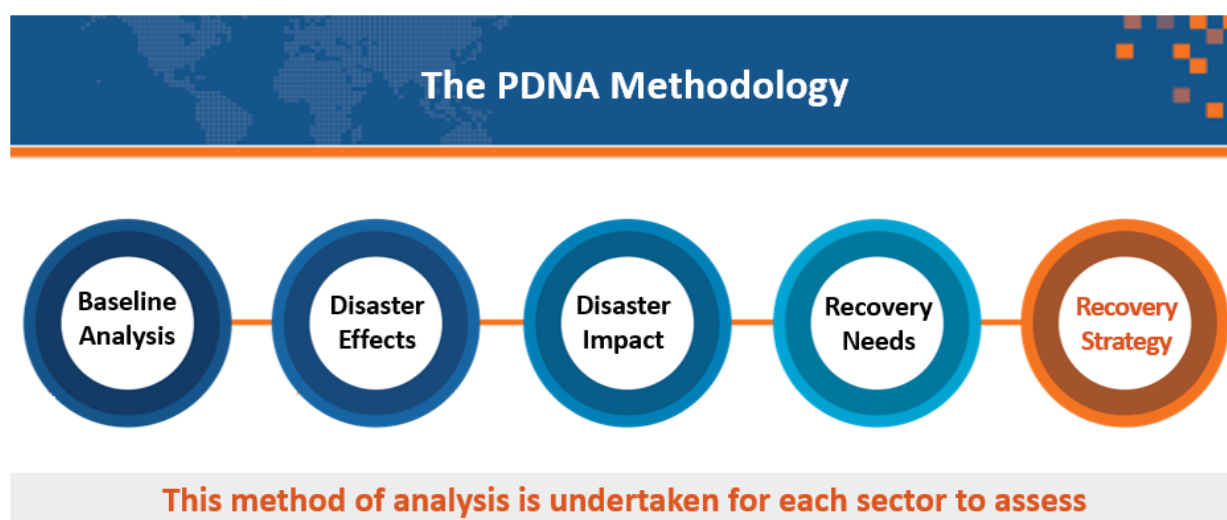 The PDNA Methodology
Baseline
Analysis
Disaster
Effects
Disaster
Impact
Recovery
Needs
Recovery
Strategy
This method of analysis is undertaken for each sector to assess